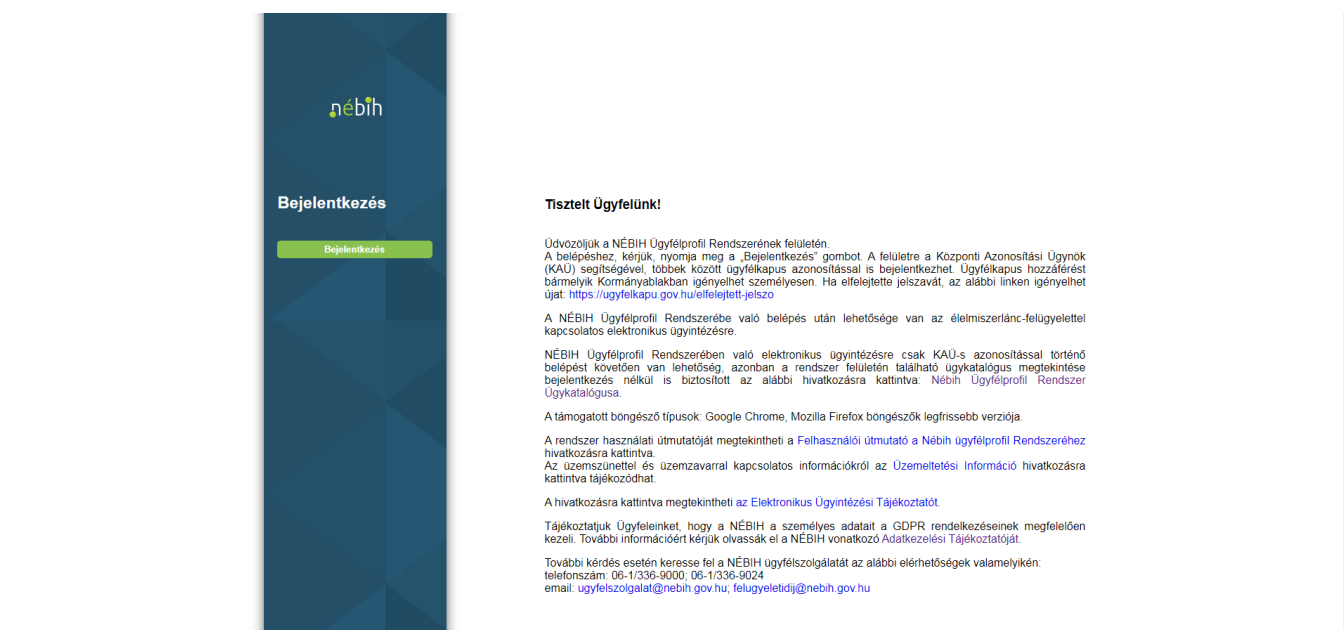 nébih
Bejelentkezés
Bejelentkezés
Tisztelt Ügyfelünk!
Üdvözöljük a NÉBIH Ügyfélprofil Rendszerének felületén.
A belépéshez, kérjük, nyomja meg a „Bejelentkezés” gombot. A felületre a Központi Azonosítási Ügynök
(KAÜ) segítségével, többek között ügyfélkapus azonosítással is bejelentkezhet. Ügyfélkapus hozzáférést
bármelyik Kormányablakban igényelhet személyesen. Ha elfelejtette jelszavát, az alábbi linken igényelhet
újat: https://ugyfelkapu.gov.hu/elfelejtett-jelszo
A NÉBIH Ügyfélprofil Rendszerébe való belépés után lehetősége van az élelmiszerlánc-felügyelettel
kapcsolatos elektronikus ügyintézésre.
NÉBIH Ügyfélprofil Rendszerében való elektronikus ügyintézésre csak KAÜ-s azonosítással történő
belépést követően van lehetőség, azonban a rendszer felületén található ügykatalógus megtekintése
bejelentkezés nélkül is biztosított az alábbi hivatkozásra kattintva: Nébih Ügyfélprofil Rendszer
Ügykatalógusa.
A támogatott böngésző típusok: Google Chrome, Mozilla Firefox böngészők legfrissebb verziója.
A rendszer használati útmutatóját megtekintheti a Felhasználói útmutató a Nébih ügyfélprofil Rendszeréhez
hivatkozásra kattintva.
Az üzemszünettel és üzemzavarral kapcsolatos információkról az Üzemeltetési Információ hivatkozásra
kattintva tájékozódhat.
A hivatkozásra kattintva megtekintheti az Elektronikus Ügyintézési Tájékoztatót.
Tájékoztatjuk Ügyfeleinket, hogy a NÉBIH a személyes adatait a GDPR rendelkezéseinek megfelelően
kezeli. További információért kérjük olvassák el a NÉBIH vonatkozó Adatkezelési Tájékoztatóját.
További kérdés esetén keresse fel a NÉBIH ügyfélszolgálatát az alábbi elérhetőségek valamelyikén:
telefonszám: 06-1/336-9000; 06-1/336-9024
email: ugyfelszolgalat@nebih.gov.hu; felugyeletidij@nebih.gov.hu